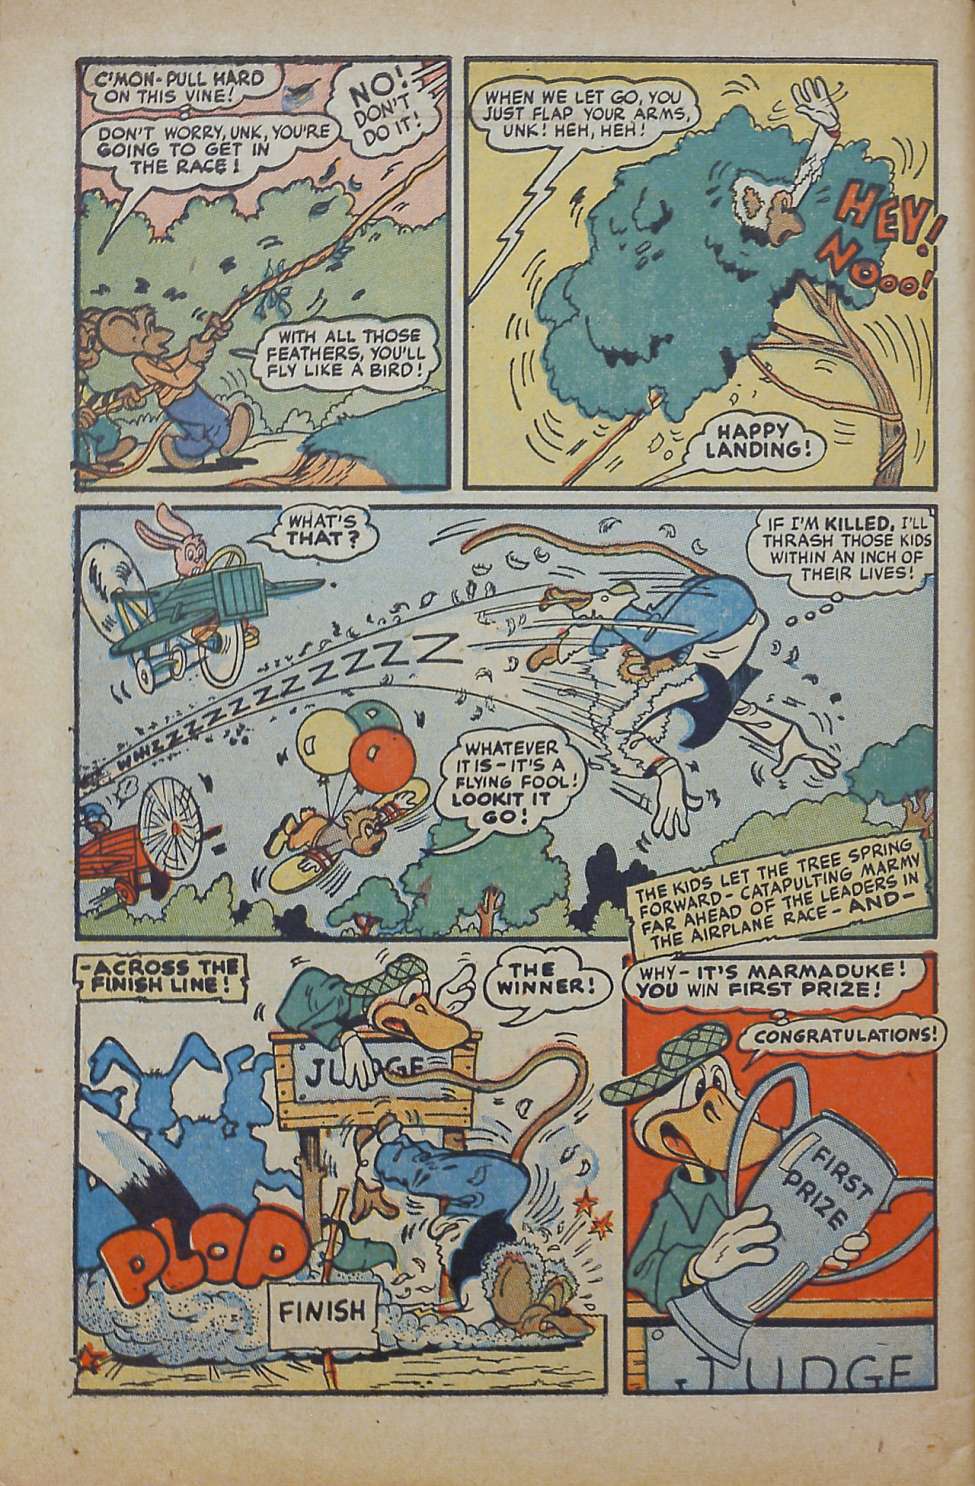 C'MON-PULL HARD
ON THIS VINE!
DON'T WORRY, UNK, YOU'RE
GOING TO GET IN
THE RACE!
NO!
DON'T
DO IT!
WITH ALL THOSE
FEATHERS, YOU'LL
FLY LIKE A BIRD!
WHEN WE LET GO, YOU
JUST FLAP YOUR ARMS,
UNK! HEH, HEH!
HEY!
NOOO!
HAPPY
LANDING!
WHAT'S
THAT?
IF I'M KILLED, I'LL
THRASH THOSE KIDS
WITHIN AN INCH OF
THEIR LIVES!
WHIZZZZZZZZZZZZ
WHATEVER
IT IS - IT'S A
FLYING FOOL!
LOOKIT IT
GO!
THE KIDS LET THE TREE SPRING
FORWARD - CATAPULTING MARMY
FAR AHEAD OF THE LEADERS IN
THE AIRPLANE RACE - AND -
-ACROSS THE
FINISH LINE!
THE
WINNER!
JUDGE
PLOP
FINISH
WHY - IT'S MARMADUKE!
YOU WIN FIRST PRIZE!
CONGRATULATIONS!
FIRST
PRIZE
JUDGE